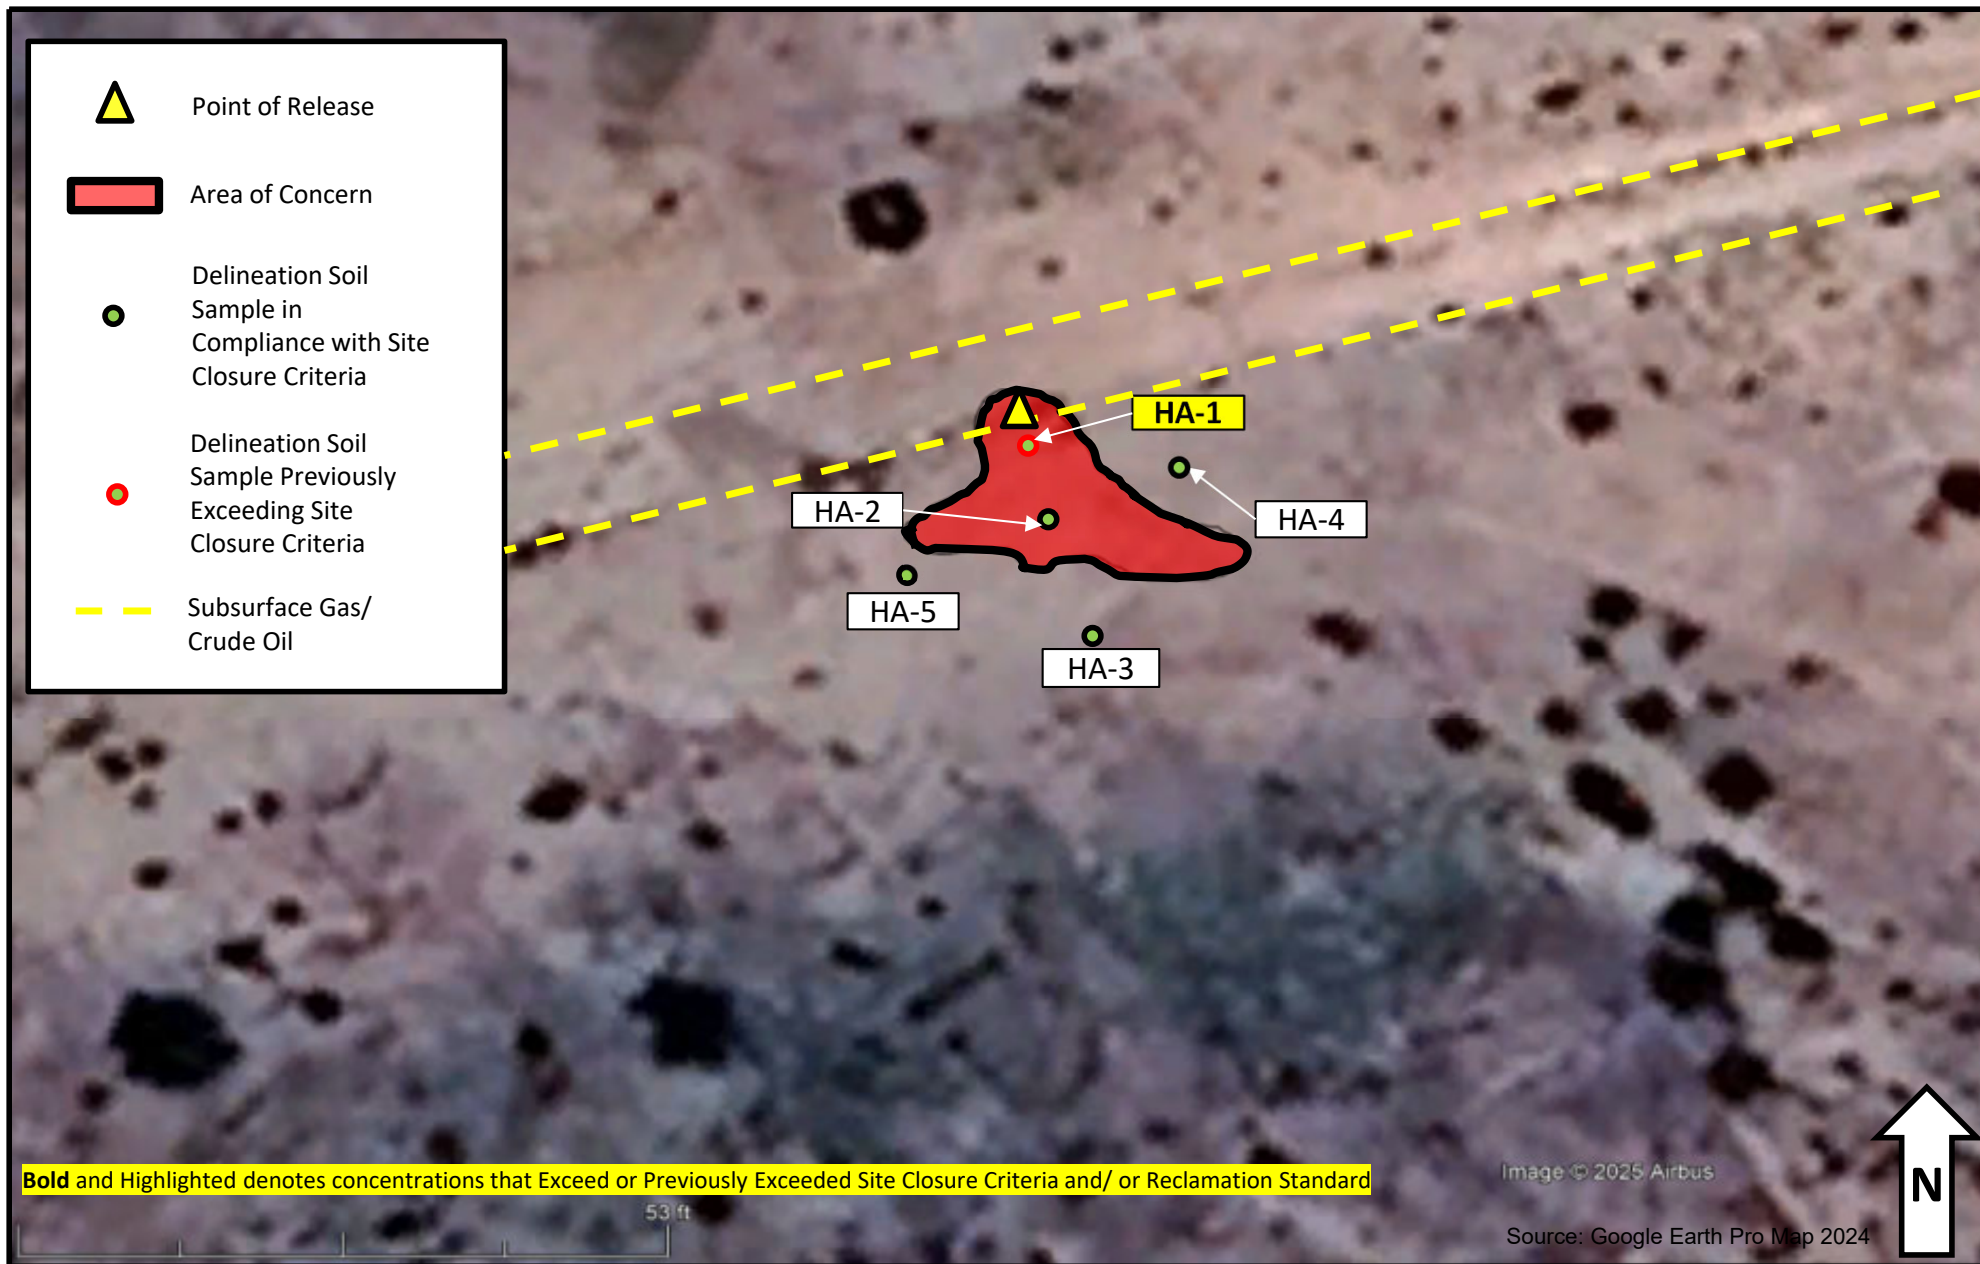 Point of Release
Area of Concern
Delineation Soil
Sample in
Compliance with Site
Closure Criteria
Delineation Soil
Sample Previously
Exceeding Site
Closure Criteria
Subsurface Gas/
Crude Oil
HA-1
HA-2
HA-4
HA-5
HA-3
Bold and Highlighted denotes concentrations that Exceed or Previously Exceeded Site Closure Criteria and/ or Reclamation Standard
Image © 2025 Airbus
53 ft
Source: Google Earth Pro Map 2024
N